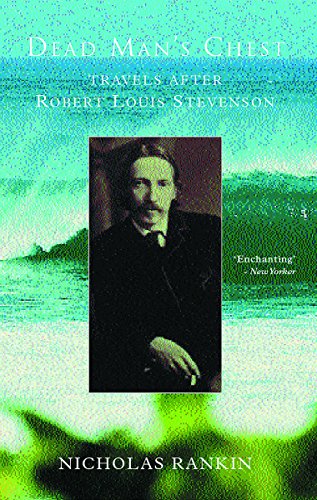 DEAD MAN'S CHEST
TRAVELS AFTER
ROBERT LOUIS STEVENSON
"Enchanting"
- New Yorker
NICHOLAS RANKIN